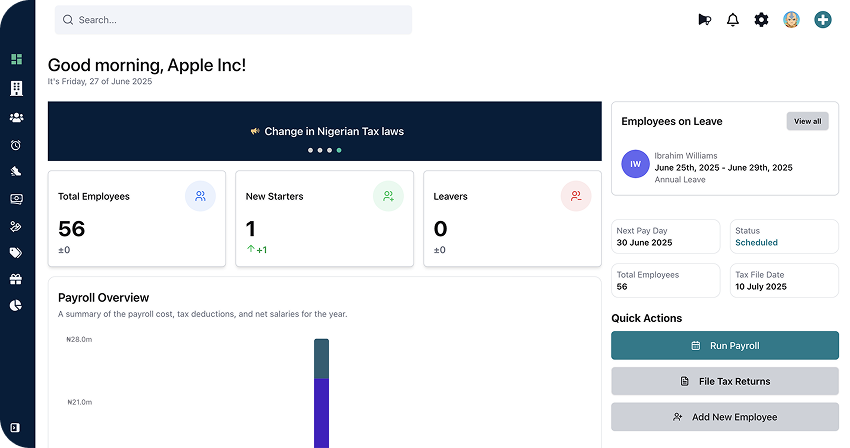 Search...
Good morning, Apple Inc!
It's Friday, 27 of June 2025
Change in Nigerian Tax laws
Total Employees
56
±0
New Starters
1
+1
Leavers
0
±0
Payroll Overview
A summary of the payroll cost, tax deductions, and net salaries for the year.
₦28.0m
₦21.0m
Employees on Leave
View all
IW
Ibrahim Williams
June 25th, 2025 - June 29th, 2025
Annual Leave
Next Pay Day
30 June 2025
Status
Scheduled
Total Employees
56
Tax File Date
10 July 2025
Quick Actions
Run Payroll
File Tax Returns
Add New Employee